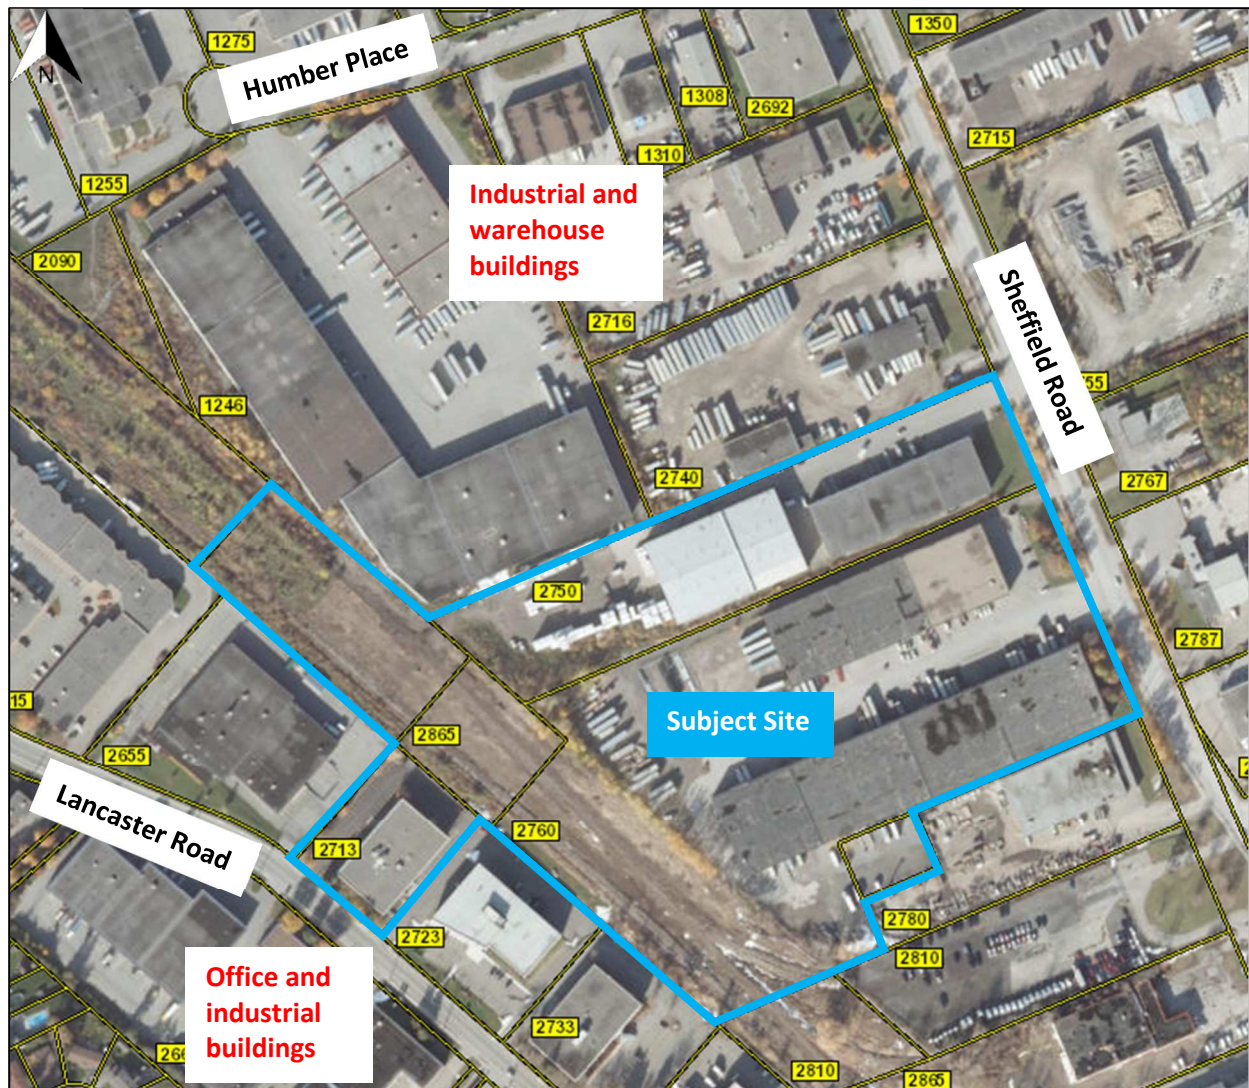 1350
1275
Humber Place
N
1308
2692
2715
1310
1255
Industrial and
warehouse
buildings
2090
Sheffield Road
2716
55
1246
2740
2767
2750
2787
15
Subject Site
2865
2655
Lancaster Road
2760
2713
2780
2723
2810
Office and
industrial
buildings
2733
2810
2865